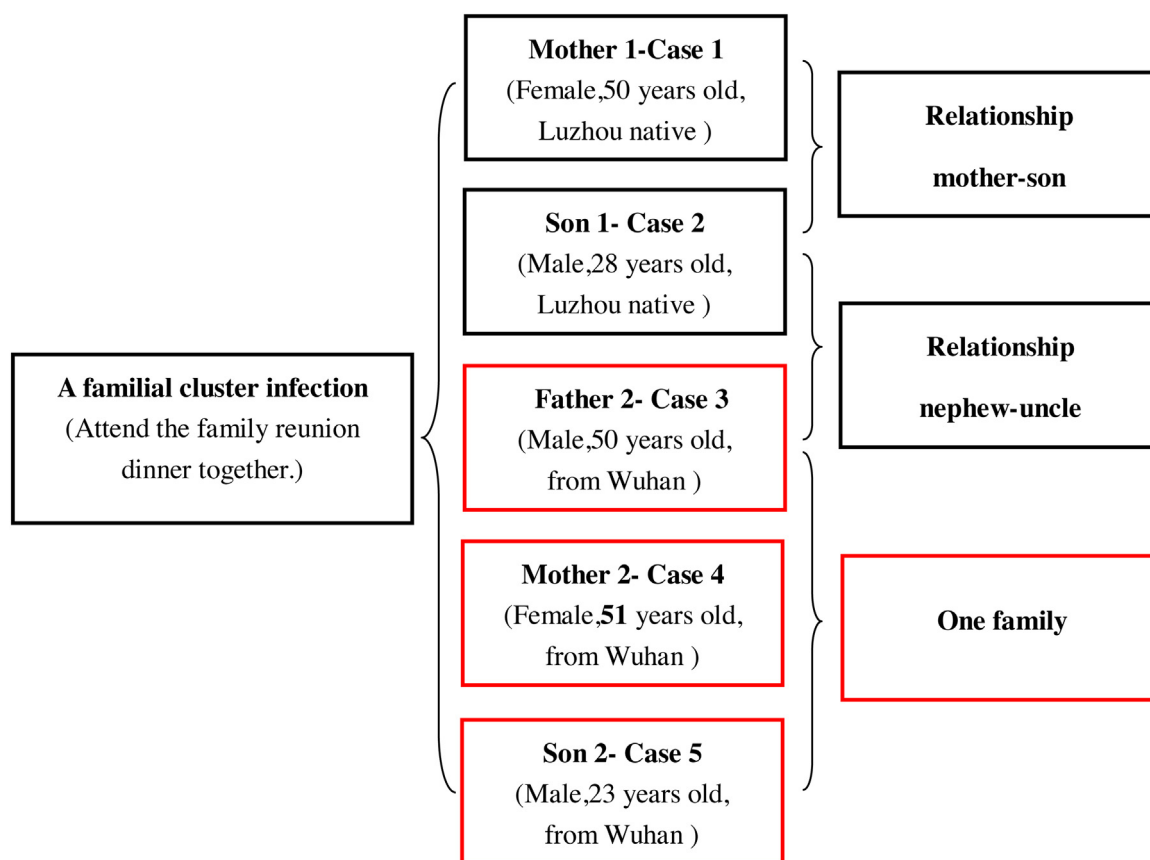 A familial cluster infection
(Attend the family reunion
dinner together.)
Mother 1-Case 1
(Female,50 years old,
Luzhou native )
Son 1- Case 2
(Male,28 years old,
Luzhou native )
Father 2- Case 3
(Male,50 years old,
from Wuhan )
Mother 2- Case 4
(Female,51 years old,
from Wuhan )
Son 2- Case 5
(Male,23 years old,
from Wuhan )
Relationship
mother-son
Relationship
nephew-uncle
One family